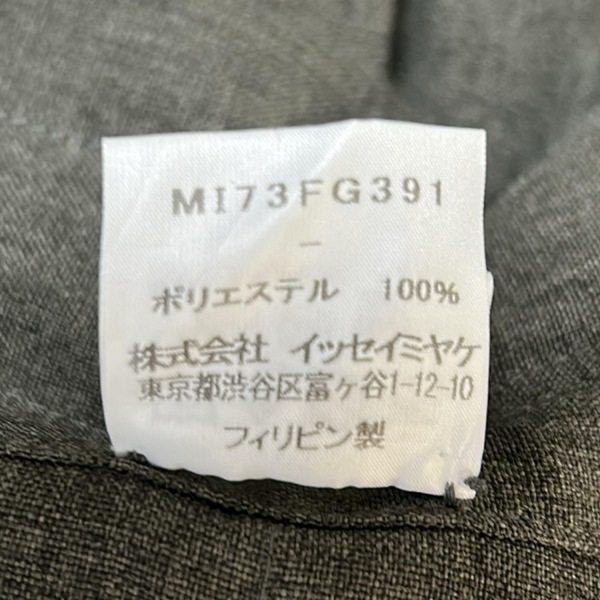 MI73FG391
–
ポリエステル 100%
株式会社 イッセイミヤケ
東京都渋谷区富ヶ谷1-12-10
フィリピン製